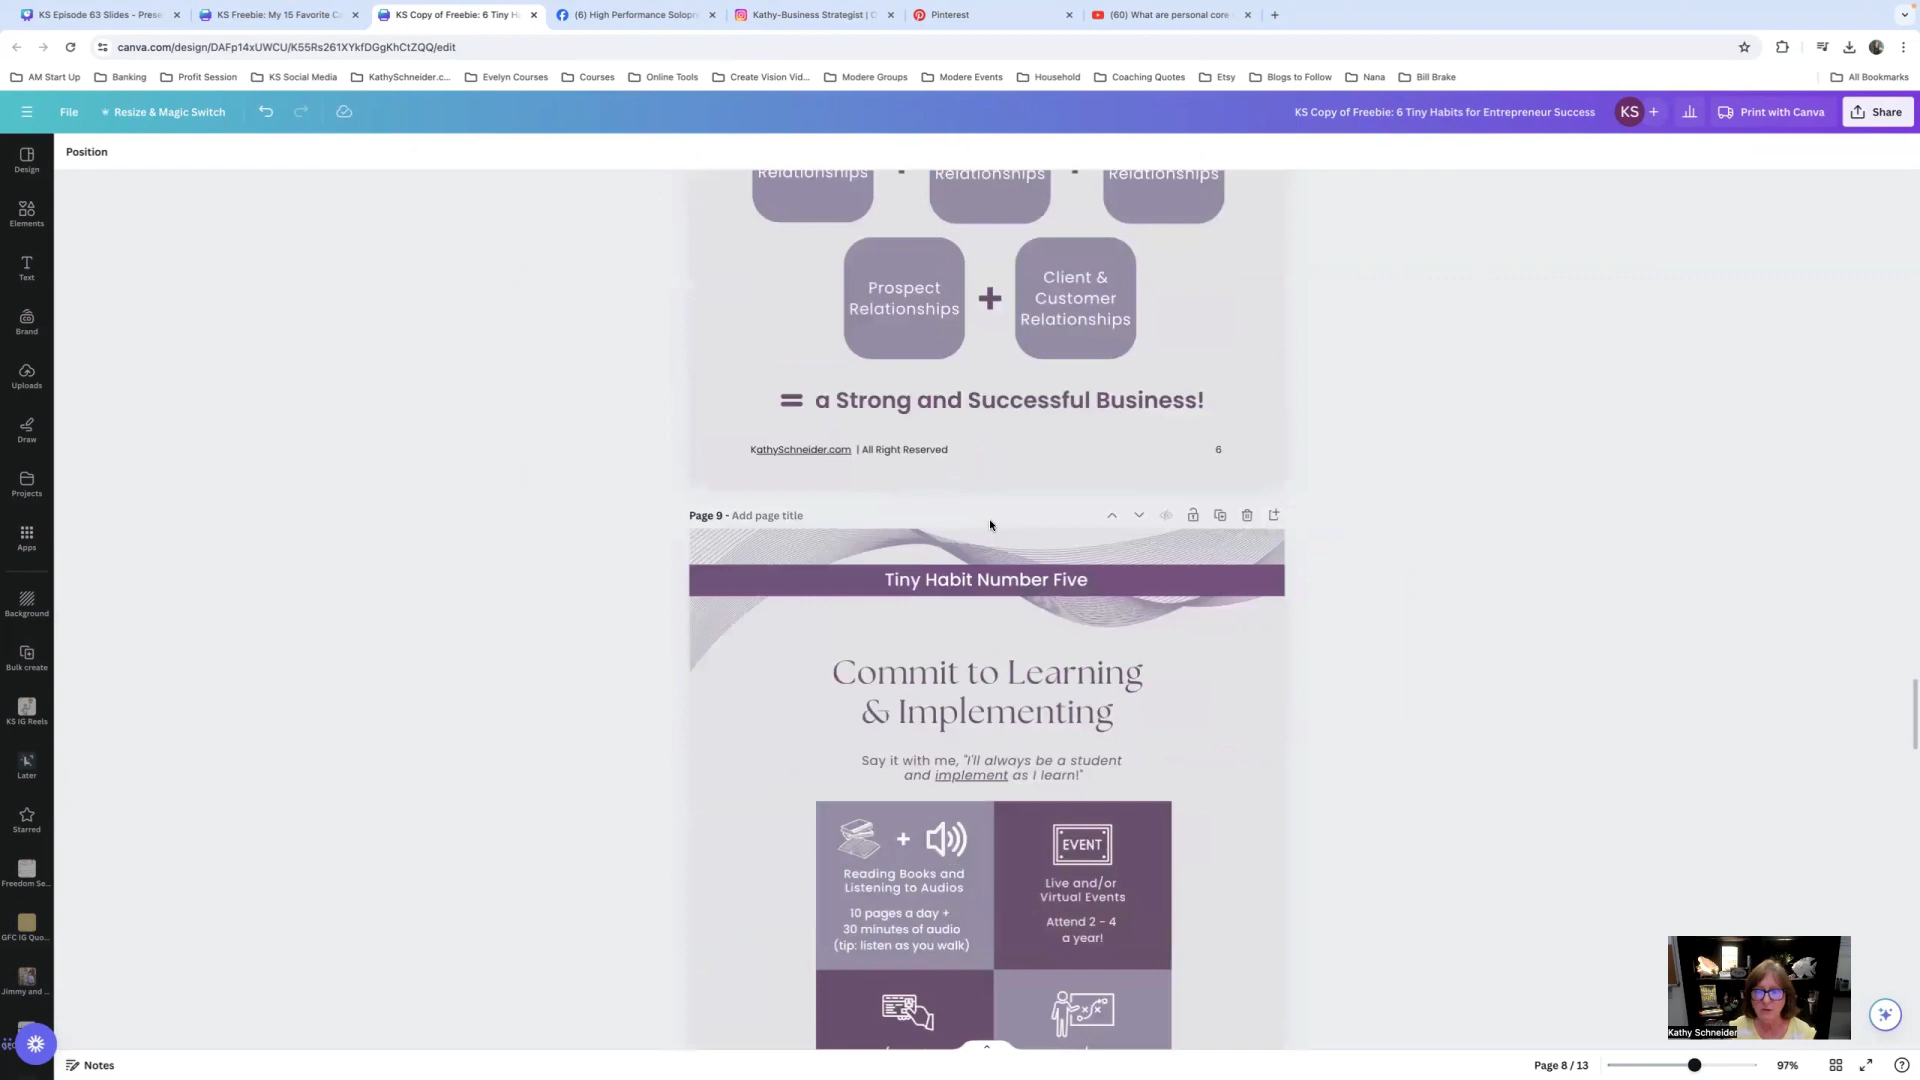 KS Episode 63 Slides - Prese
KS Freebie: My 15 Favorite C
KS Copy of Freebie: 6 Tiny H
(6) High Performance Solopr
Kathy-Business Strategist | C
Pinterest
(60) What are personal core
canva.com/design/DAFp14xUWCU/K55Rs261XYkfDGgKhCtZQQ/edit
AM Start Up
Banking
Profit Session
KS Social Media
KathySchneider.c...
Evelyn Courses
Courses
Online Tools
Create Vision Vid...
Modere Groups
Modere Events
Household
Coaching Quotes
Etsy
Blogs to Follow
Nana
Bill Brake
All Bookmarks
File
Resize & Magic Switch
KS Copy of Freebie: 6 Tiny Habits for Entrepreneur Success
KS
Print with Canva
Share
Position
Design
Elements
Text
Brand
Uploads
Draw
Projects
Apps
Background
Bulk create
KS IG Reels
Later
Starred
Freedom Se...
GFC IG Quo...
Jimmy and ...
Relationships
Relationships
Relationships
Prospect
Relationships
+
Client &
Customer
Relationships
= a Strong and Successful Business!
KathySchneider.com | All Right Reserved
6
Page 9 - Add page title
Tiny Habit Number Five
Commit to Learning
& Implementing
Say it with me, "I'll always be a student
and implement as I learn!"
+
Reading Books and
Listening to Audios
10 pages a day +
30 minutes of audio
(tip: listen as you walk)
EVENT
Live and/or
Virtual Events
Attend 2 - 4
a year!
Kathy Schneider
Notes
Page 8 / 13
97%